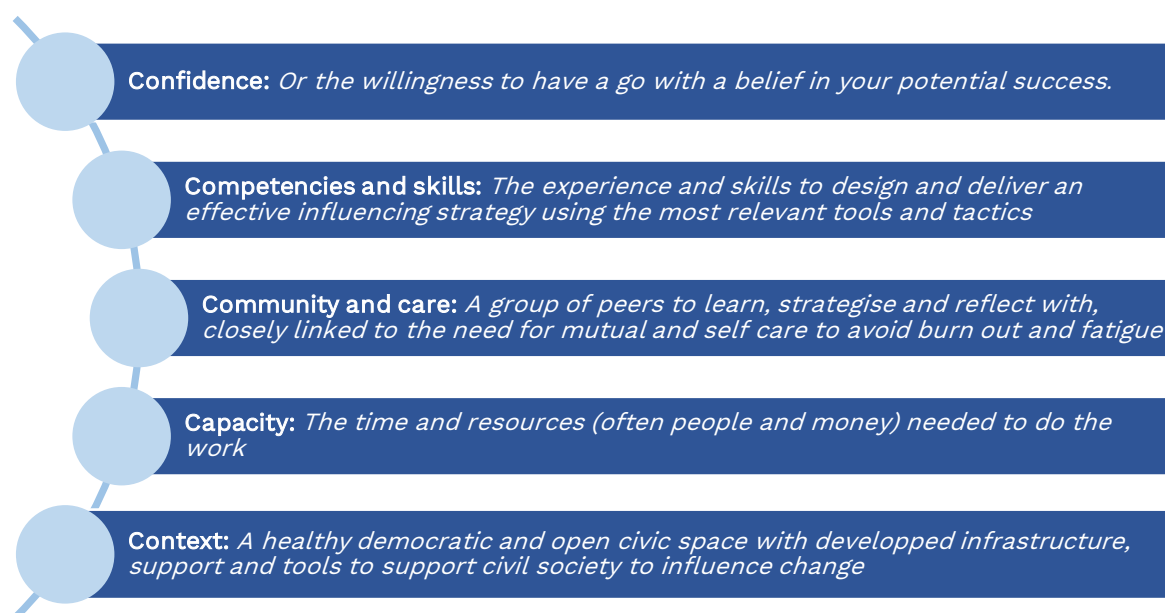 Confidence: Or the willingness to have a go with a belief in your potential success.
Competencies and skills: The experience and skills to design and deliver an
effective influencing strategy using the most relevant tools and tactics
Community and care: A group of peers to learn, strategise and reflect with,
closely linked to the need for mutual and self care to avoid burn out and fatigue
Capacity: The time and resources (often people and money) needed to do the
work
Context: A healthy democratic and open civic space with developped infrastructure,
support and tools to support civil society to influence change